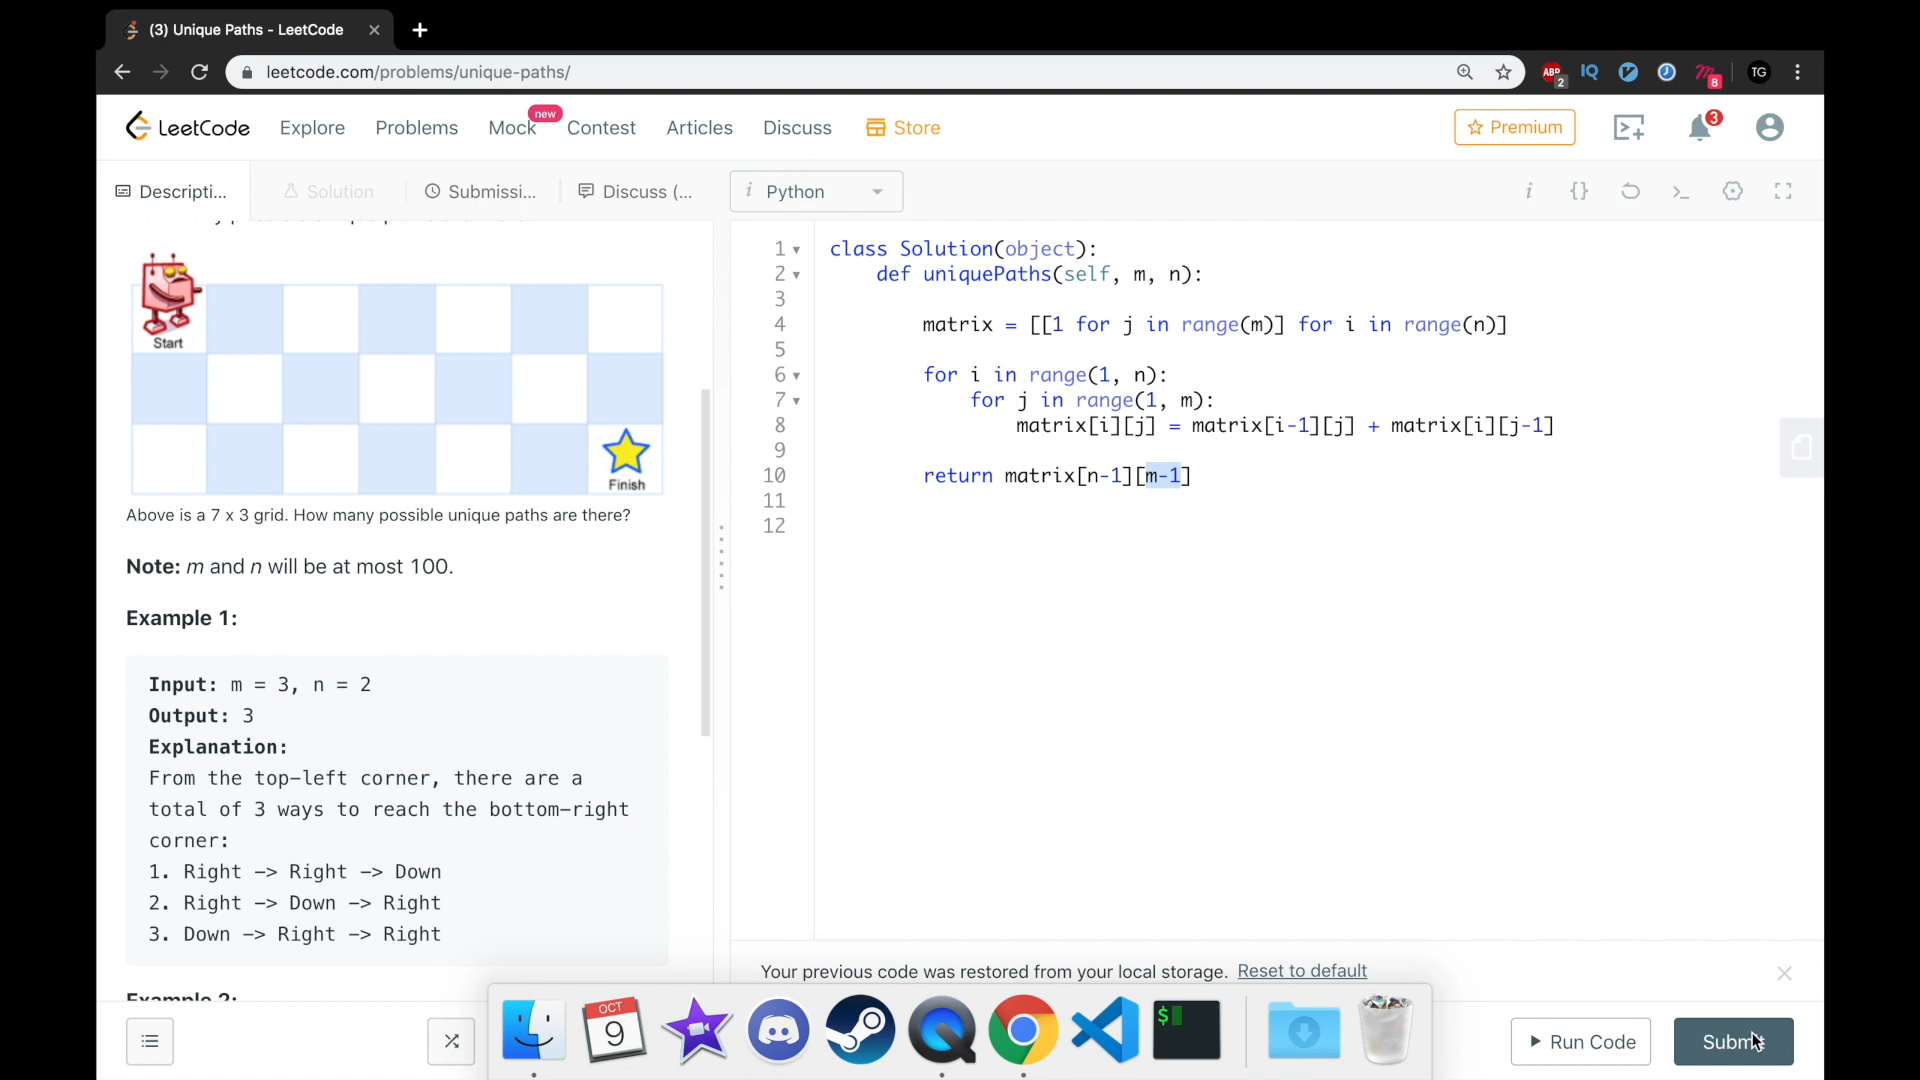 (3) Unique Paths - LeetCode
leetcode.com/problems/unique-paths/
ABP
2
IQ
8
TG
LeetCode
Explore
Problems
Mock
new
Contest
Articles
Discuss
Store
Premium
3
Descripti...
Solution
Submissi...
Discuss (...
i Python
i
{}
Start
Finish
Above is a 7 x 3 grid. How many possible unique paths are there?
Note: m and n will be at most 100.
Example 1:
Input: m = 3, n = 2
Output: 3
Explanation:
From the top-left corner, there are a
total of 3 ways to reach the bottom-right
corner:
1. Right -> Right -> Down
2. Right -> Down -> Right
3. Down -> Right -> Right
Example 2:
1 class Solution(object):
2 def uniquePaths(self, m, n):
3
4 matrix = [[1 for j in range(m)] for i in range(n)]
5
6 for i in range(1, n):
7 for j in range(1, m):
8 matrix[i][j] = matrix[i-1][j] + matrix[i][j-1]
9
10 return matrix[n-1][m-1]
11
12
Your previous code was restored from your local storage. Reset to default
OCT
9
$
Run Code
Submit